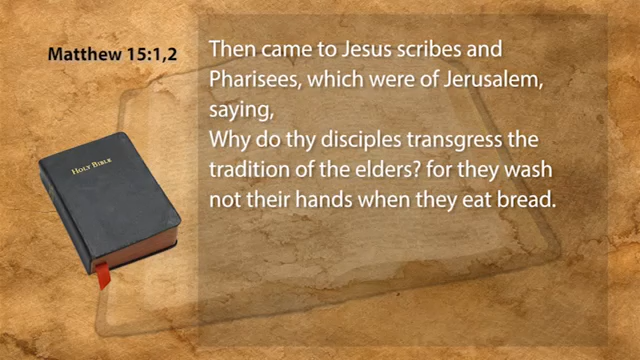 Matthew 15:1,2
Then came to Jesus scribes and
Pharisees, which were of Jerusalem,
saying,
Why do thy disciples transgress the
tradition of the elders? for they wash
not their hands when they eat bread.
HOLY BIBLE